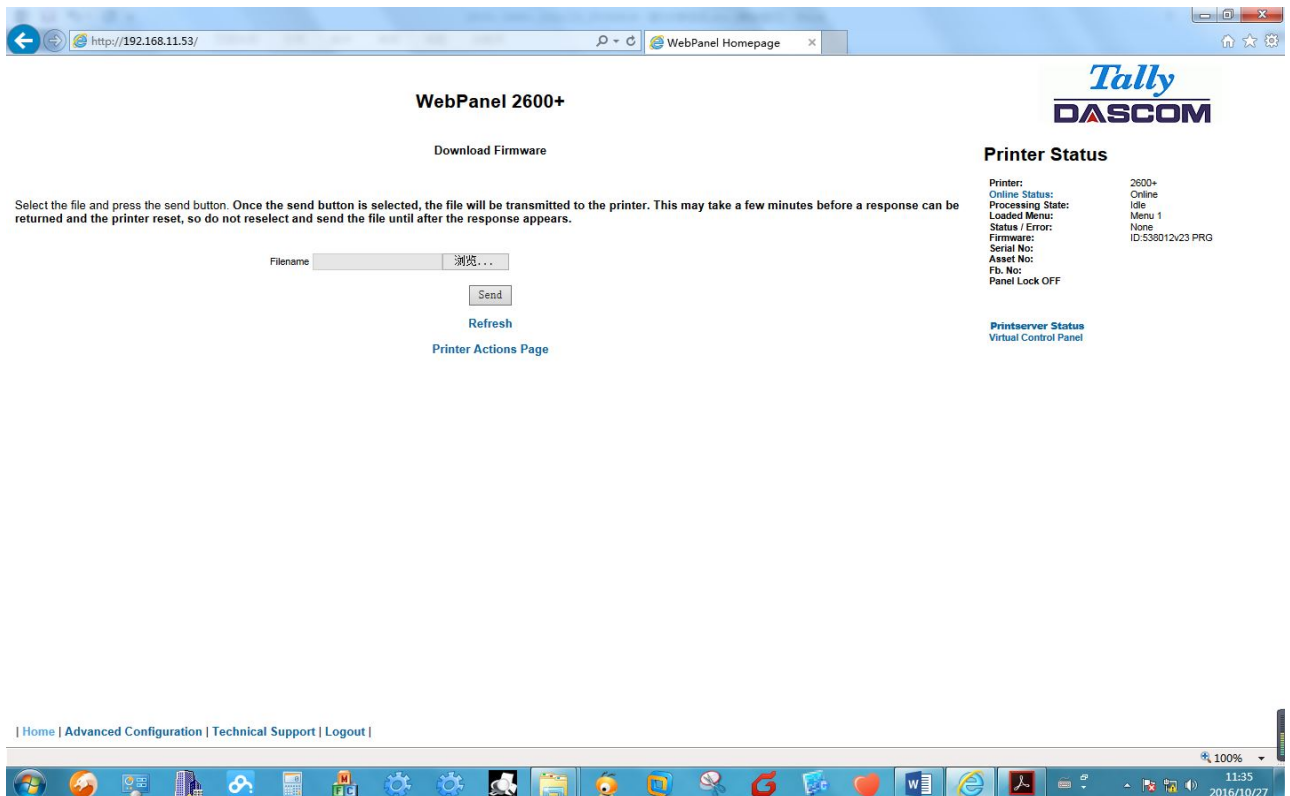 http://192.168.11.53/
WebPanel Homepage
Tally
DASCOM
WebPanel 2600+
Download Firmware
Select the file and press the send button. Once the send button is selected, the file will be transmitted to the printer. This may take a few minutes before a response can be
returned and the printer reset, so do not reselect and send the file until after the response appears.
Filename 浏览...
Send
Refresh
Printer Actions Page
Printer Status
Printer: 2600+
Online Status: Online
Processing State: Idle
Loaded Menu: Menu 1
Status / Error: None
Firmware: ID:538012v23 PRG
Serial No:
Asset No:
Fb. No:
Panel Lock OFF
Printserver Status
Virtual Control Panel
| Home | Advanced Configuration | Technical Support | Logout |
100%
11:35
2016/10/27